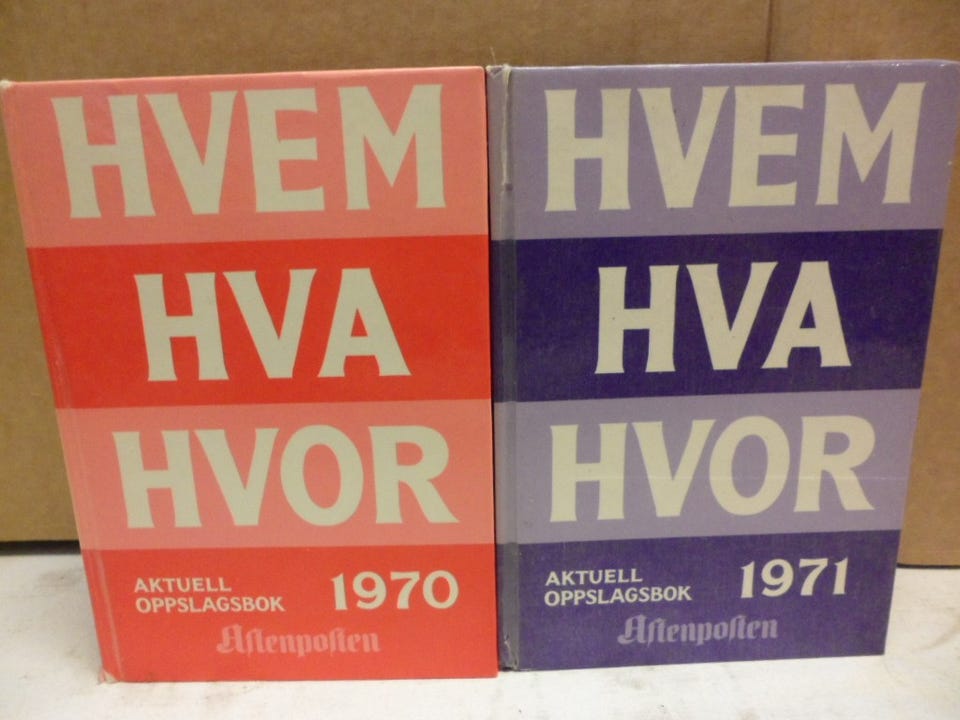 HVEM
HVA
HVOR
AKTUELL
OPPSLAGSBOK
1970
Aftenposten
HVEM
HVA
HVOR
AKTUELL
OPPSLAGSBOK
1971
Aftenposten